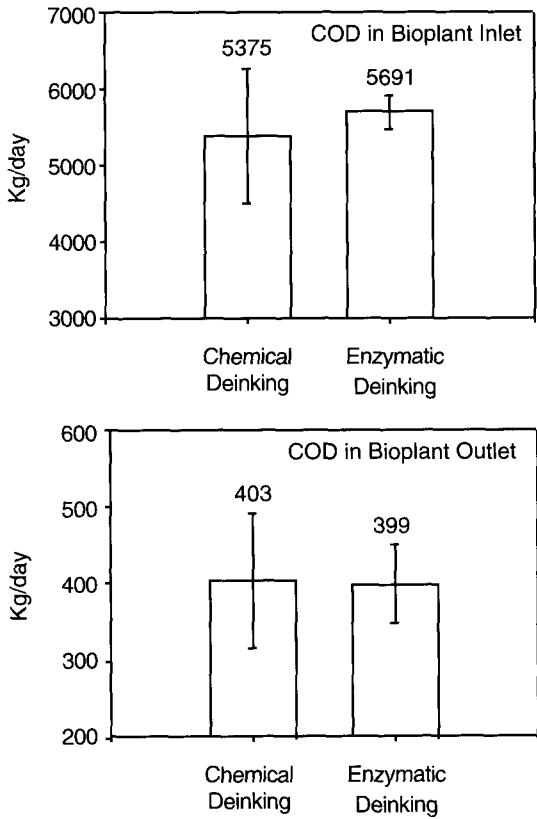 7000
COD in Bioplant Inlet
5375
5691
6000
5000
4000
3000
Kg/day
Chemical Deinking
Enzymatic Deinking
600
COD in Bioplant Outlet
403
399
500
400
300
200
Kg/day
Chemical Deinking
Enzymatic Deinking